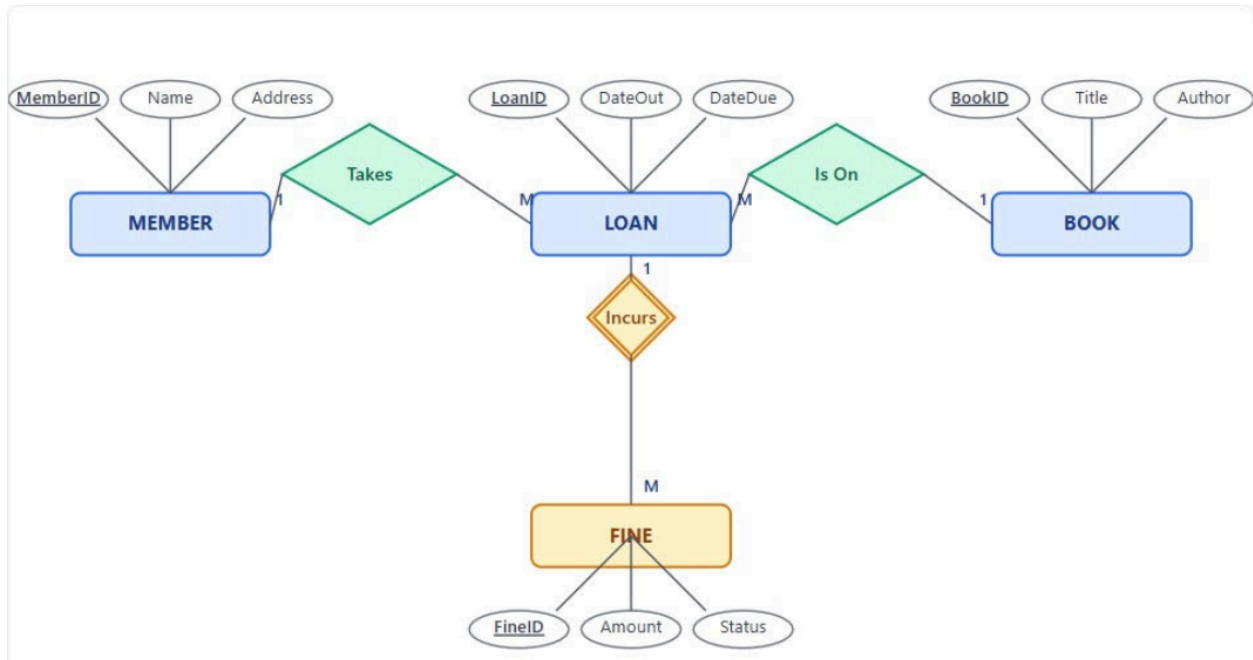 MemberID Name Address LoanID DateOut DateDue BookID Title Author
Takes Is On
1 M M 1
MEMBER LOAN BOOK
1
Incurs
M
FINE
FineID Amount Status